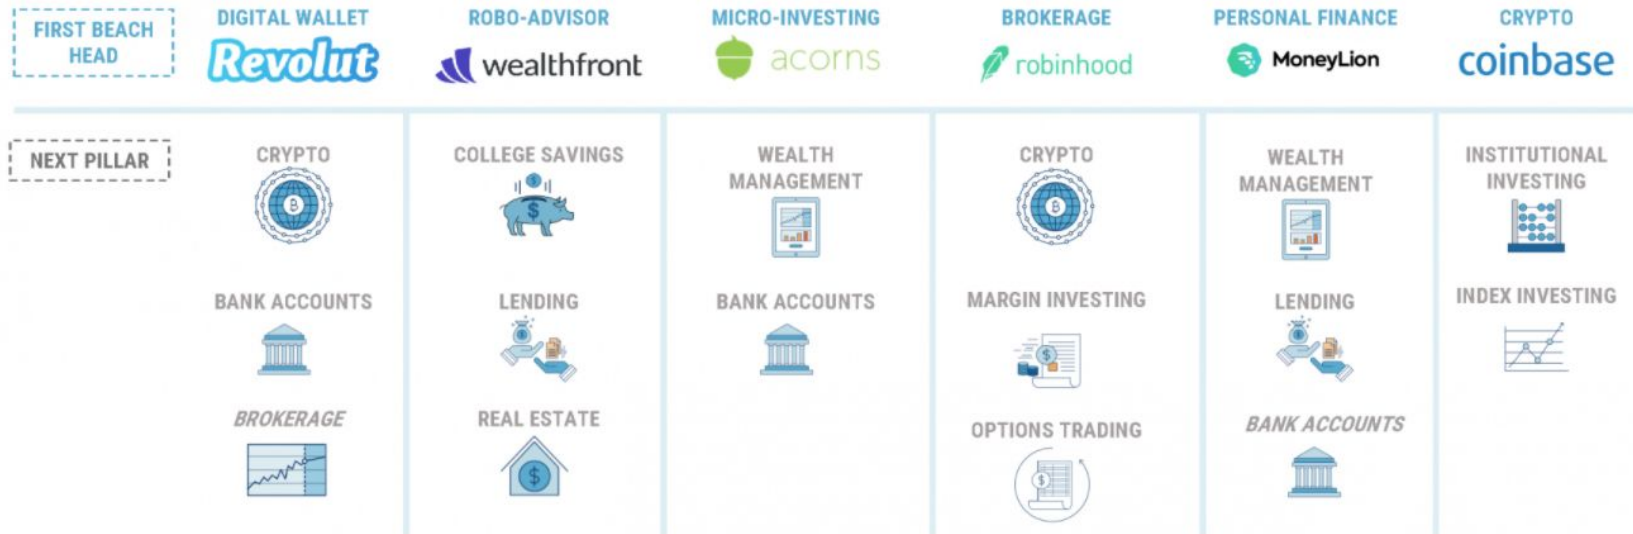 FIRST BEACH
HEAD
DIGITAL WALLET
Revolut
ROBO-ADVISOR
wealthfront
MICRO-INVESTING
acorns
BROKERAGE
robinhood
PERSONAL FINANCE
MoneyLion
CRYPTO
coinbase
NEXT PILLAR
CRYPTO
B
BANK ACCOUNTS
BROKERAGE
COLLEGE SAVINGS
$
$
LENDING
$
REAL ESTATE
$
WEALTH
MANAGEMENT
BANK ACCOUNTS
CRYPTO
B
MARGIN INVESTING
$
OPTIONS TRADING
$
WEALTH
MANAGEMENT
LENDING
$
BANK ACCOUNTS
INSTITUTIONAL
INVESTING
INDEX INVESTING